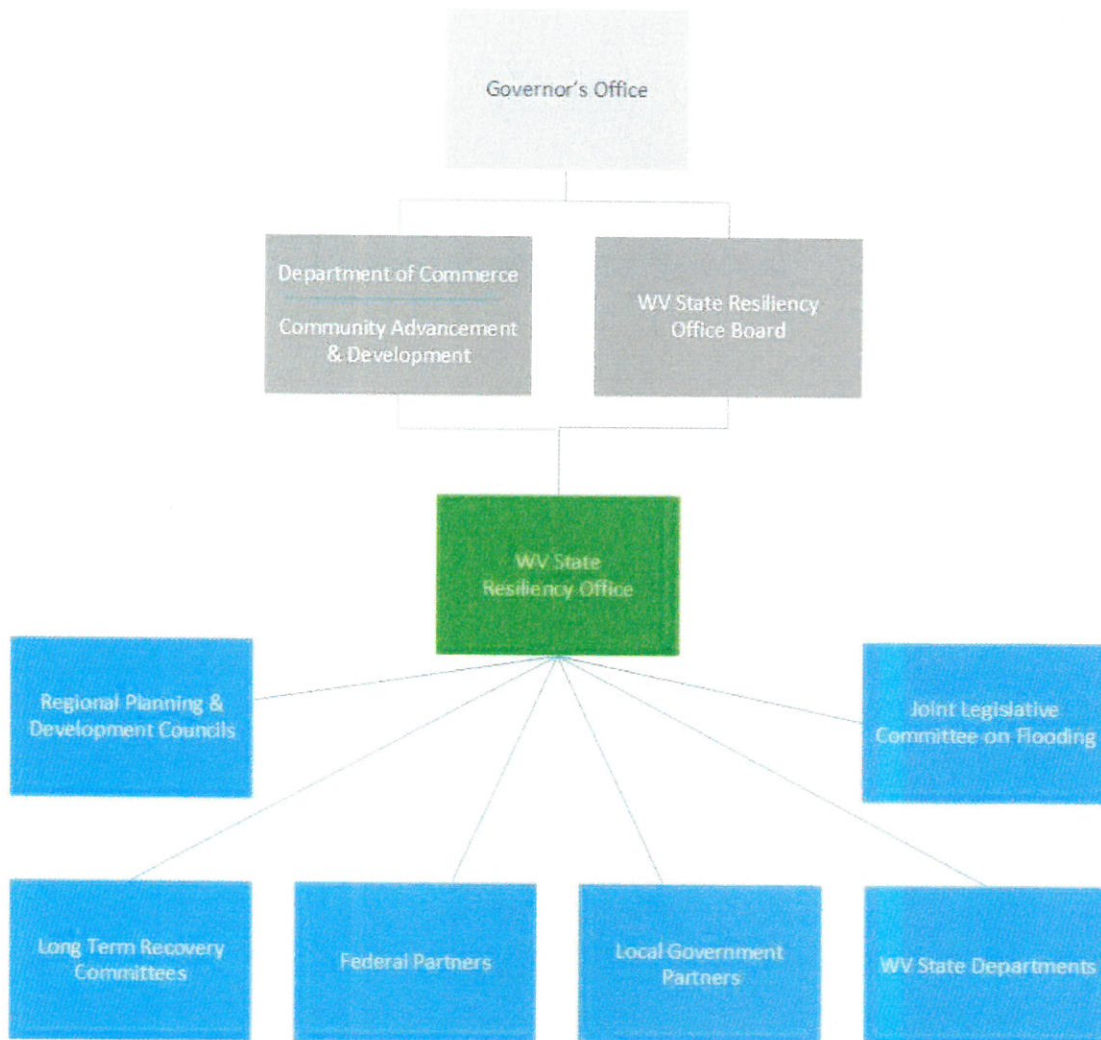 Governor's Office
Department of Commerce
Community Advancement
& Development
WV State Resiliency
Office Board
WV State
Resiliency Office
Regional Planning &
Development Councils
Joint Legislative
Committee on Flooding
Long Term Recovery
Committees
Federal Partners
Local Government
Partners
WV State Departments